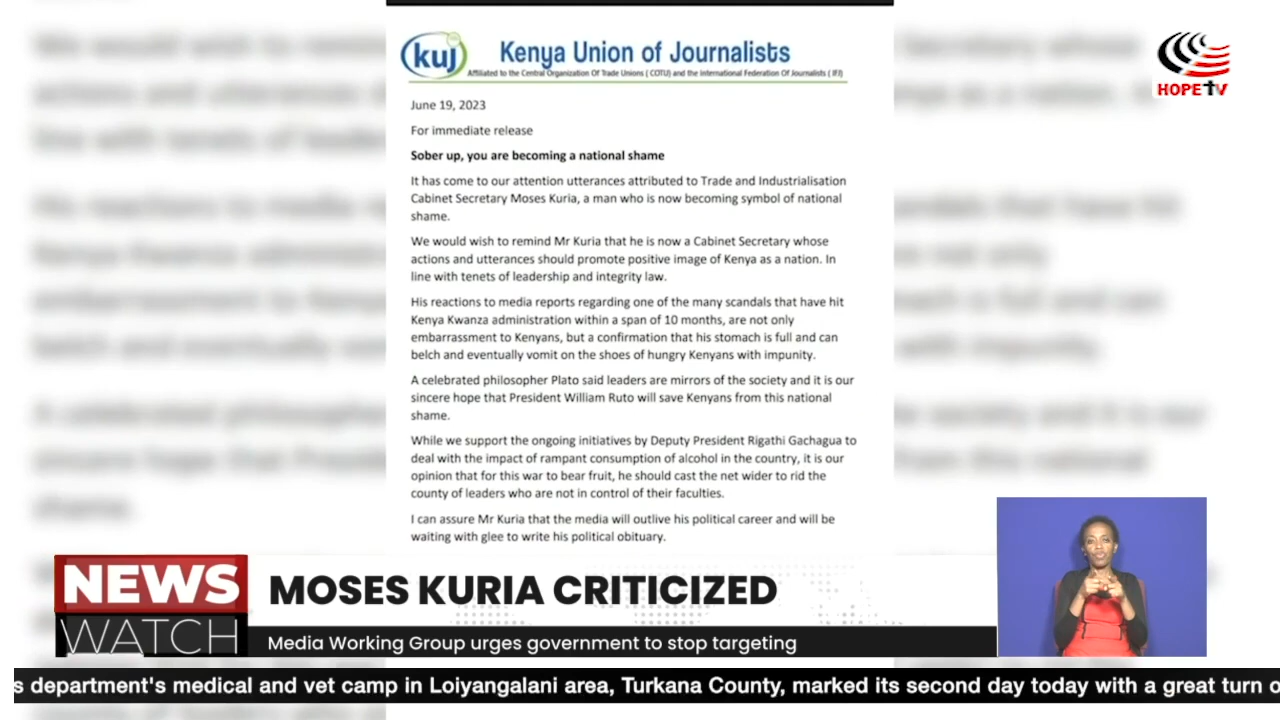 kuj
Kenya Union of Journalists
Affiliated to the Central Organization Of Trade Unions ( COTU) and the International Federation Of Journalists ( IFJ)
June 19, 2023
For immediate release
Sober up, you are becoming a national shame
It has come to our attention utterances attributed to Trade and Industrialisation
Cabinet Secretary Moses Kuria, a man who is now becoming symbol of national
shame.
We would wish to remind Mr Kuria that he is now a Cabinet Secretary whose
actions and utterances should promote positive image of Kenya as a nation. In
line with tenets of leadership and integrity law.
His reactions to media reports regarding one of the many scandals that have hit
Kenya Kwanza administration within a span of 10 months, are not only
embarrassment to Kenyans, but a confirmation that his stomach is full and can
belch and eventually vomit on the shoes of hungry Kenyans with impunity.
A celebrated philosopher Plato said leaders are mirrors of the society and it is our
sincere hope that President William Ruto will save Kenyans from this national
shame.
While we support the ongoing initiatives by Deputy President Rigathi Gachagua to
deal with the impact of rampant consumption of alcohol in the country, it is our
opinion that for this war to bear fruit, he should cast the net wider to rid the
county of leaders who are not in control of their faculties.
I can assure Mr Kuria that the media will outlive his political career and will be
waiting with glee to write his political obituary.
HOPE TV
NEWS
WATCH
MOSES KURIA CRITICIZED
Media Working Group urges government to stop targeting
s department's medical and vet camp in Loiyangalani area, Turkana County, marked its second day today with a great turn o